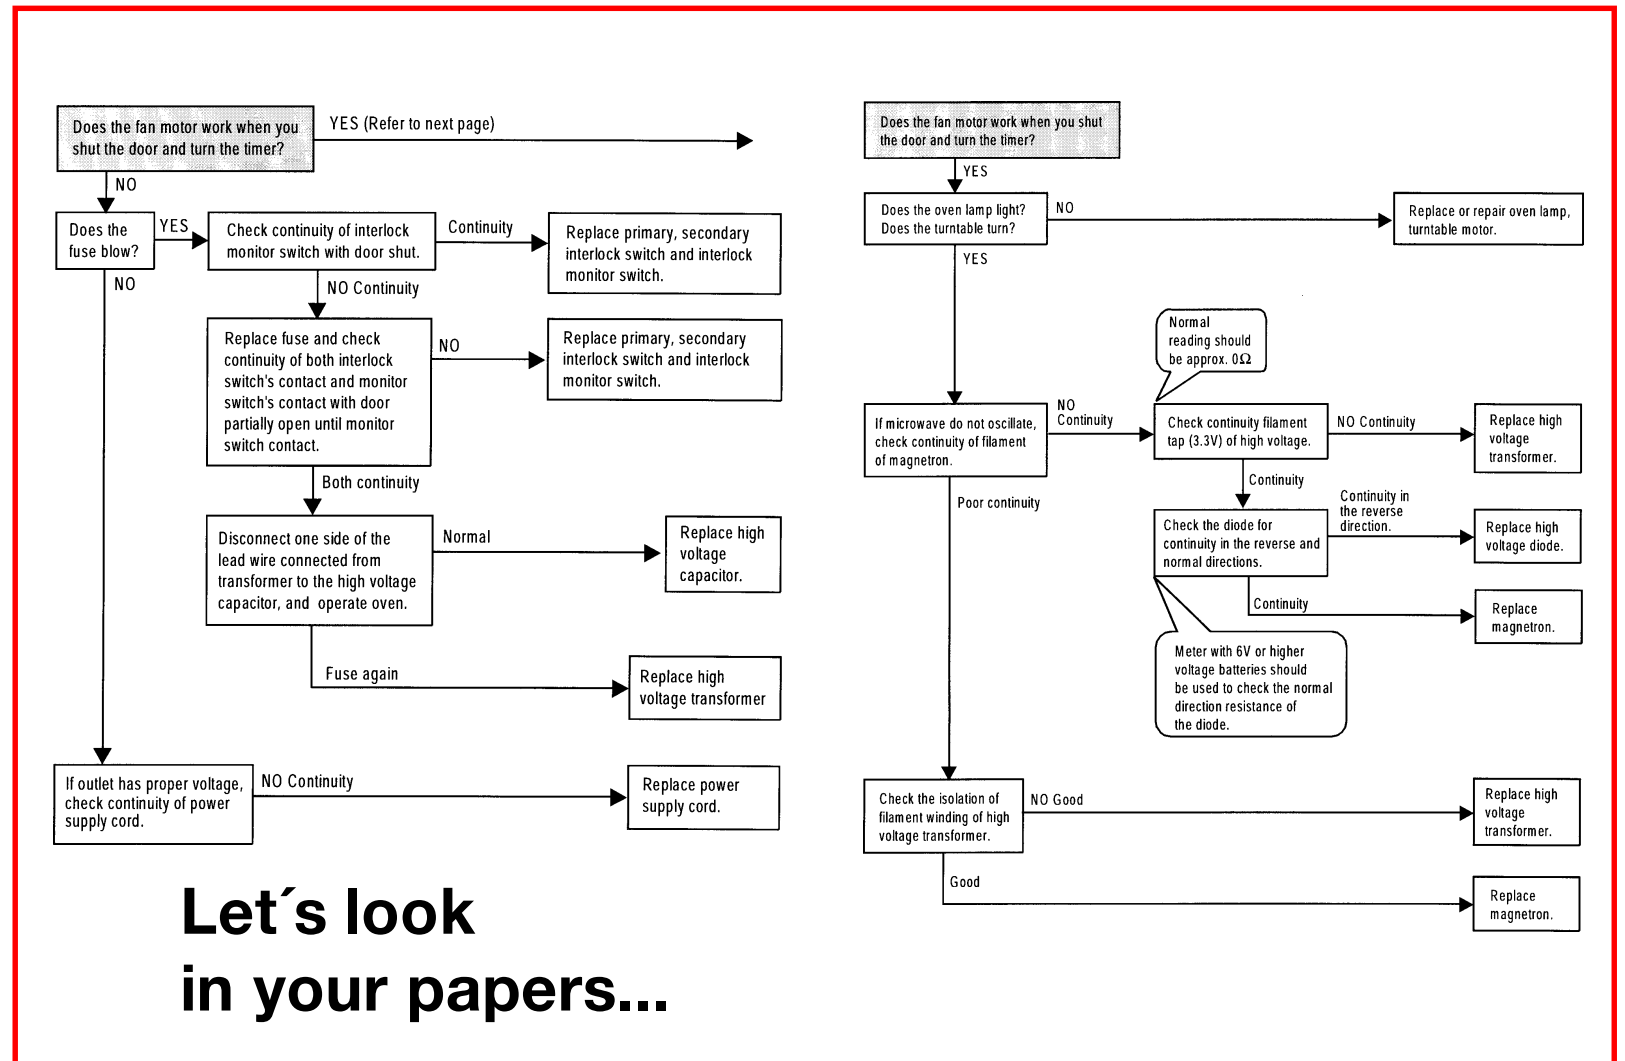 Does the fan motor work when you
shut the door and turn the timer?
YES (Refer to next page)
NO
Does the
fuse blow?
YES
Check continuity of interlock
monitor switch with door shut.
Continuity
Replace primary, secondary
interlock switch and interlock
monitor switch.
NO
NO Continuity
Replace fuse and check
continuity of both interlock
switch's contact and monitor
switch's contact with door
partially open until monitor
switch contact.
NO
Replace primary, secondary
interlock switch and interlock
monitor switch.
Both continuity
Disconnect one side of the
lead wire connected from
transformer to the high voltage
capacitor, and operate oven.
Normal
Replace high
voltage
capacitor.
Fuse again
Replace high
voltage transformer
If outlet has proper voltage,
check continuity of power
supply cord.
NO Continuity
Replace power
supply cord.
Let´s look
in your papers...
Does the fan motor work when you shut
the door and turn the timer?
YES
Does the oven lamp light?
Does the turntable turn?
NO
Replace or repair oven lamp,
turntable motor.
YES
Normal
reading should
be approx. 0Ω
If microwave do not oscillate,
check continuity of filament
of magnetron.
NO
Continuity
Check continuity filament
tap (3.3V) of high voltage.
NO Continuity
Replace high
voltage
transformer.
Continuity
Poor continuity
Check the diode for
continuity in the reverse and
normal directions.
Continuity in
the reverse
direction.
Replace high
voltage diode.
Continuity
Replace
magnetron.
Meter with 6V or higher
voltage batteries should
be used to check the normal
direction resistance of
the diode.
Check the isolation of
filament winding of high
voltage transformer.
NO Good
Replace high
voltage
transformer.
Good
Replace
magnetron.